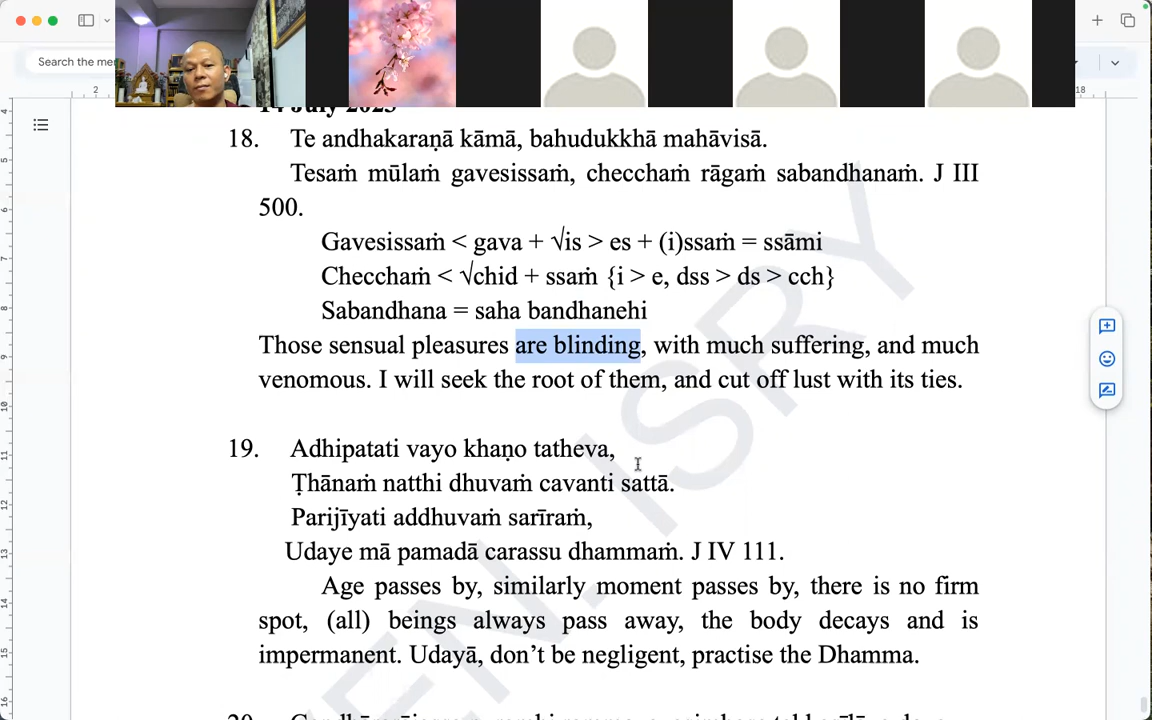 Search the me
2
18
14 July 2023
18. Te andhakaraṇā kāmā, bahudukkhā mahāvisā.
Tesaṁ mūlaṁ gavesissaṁ, checchaṁ rāgaṁ sabandhanaṁ. J III
500.
Gavesissaṁ < gava + √is > es + (i)ssaṁ = ssāmi
Checchaṁ < √chid + ssaṁ {i > e, dss > ds > cch}
Sabandhana = saha bandhanehi
Those sensual pleasures are blinding, with much suffering, and much
venomous. I will seek the root of them, and cut off lust with its ties.
19. Adhipatati vayo khaṇo tatheva,
Ṭhānaṁ natthi dhuvaṁ cavanti sattā.
Parijīyati addhuvaṁ sarīraṁ,
Udaye mā pamadā carassu dhammaṁ. J IV 111.
Age passes by, similarly moment passes by, there is no firm
spot, (all) beings always pass away, the body decays and is
impermanent. Udayā, don't be negligent, practise the Dhamma.
EN. ISRY